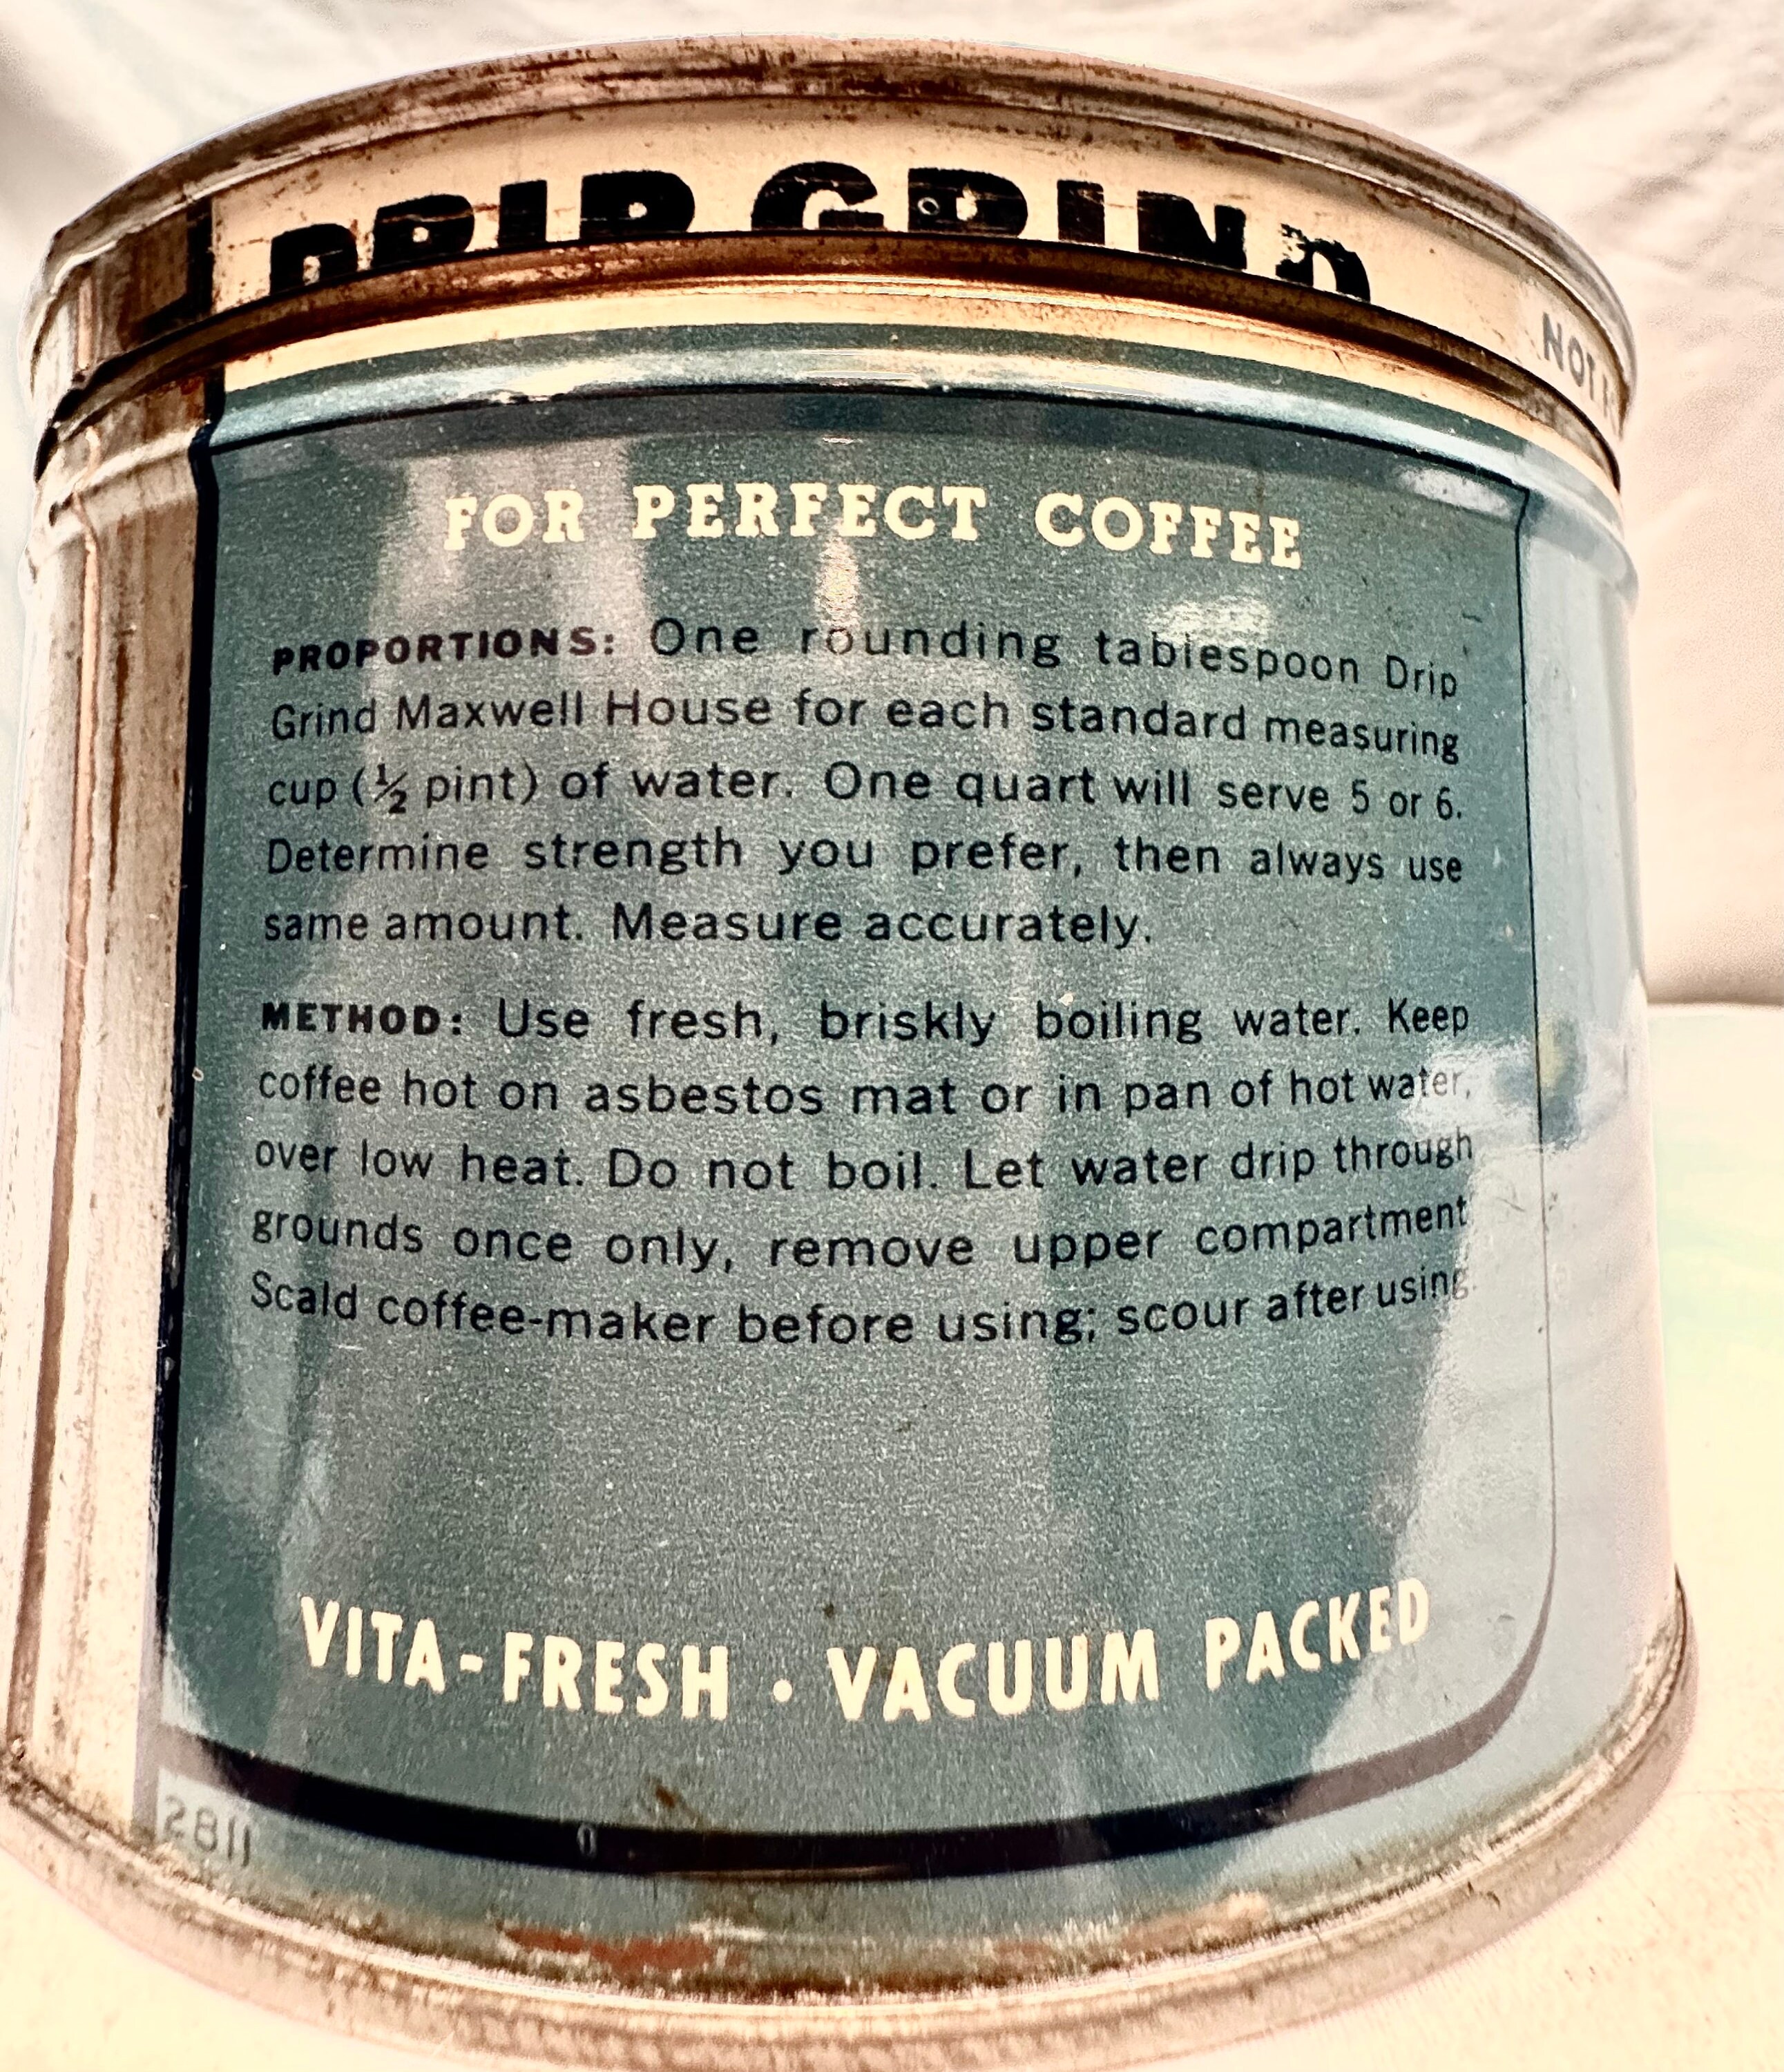 DRIP GRIND
NOT
FOR PERFECT COFFEE
PROPORTIONS: One rounding tablespoon Drip
Grind Maxwell House for each standard measuring
cup (½ pint) of water. One quart will serve 5 or 6.
Determine strength you prefer, then always use
same amount. Measure accurately.
METHOD: Use fresh, briskly boiling water. Keep
coffee hot on asbestos mat or in pan of hot water,
over low heat. Do not boil. Let water drip through
grounds once only, remove upper compartment
Scald coffee-maker before using; scour after using.
VITA-FRESH · VACUUM PACKED
2811